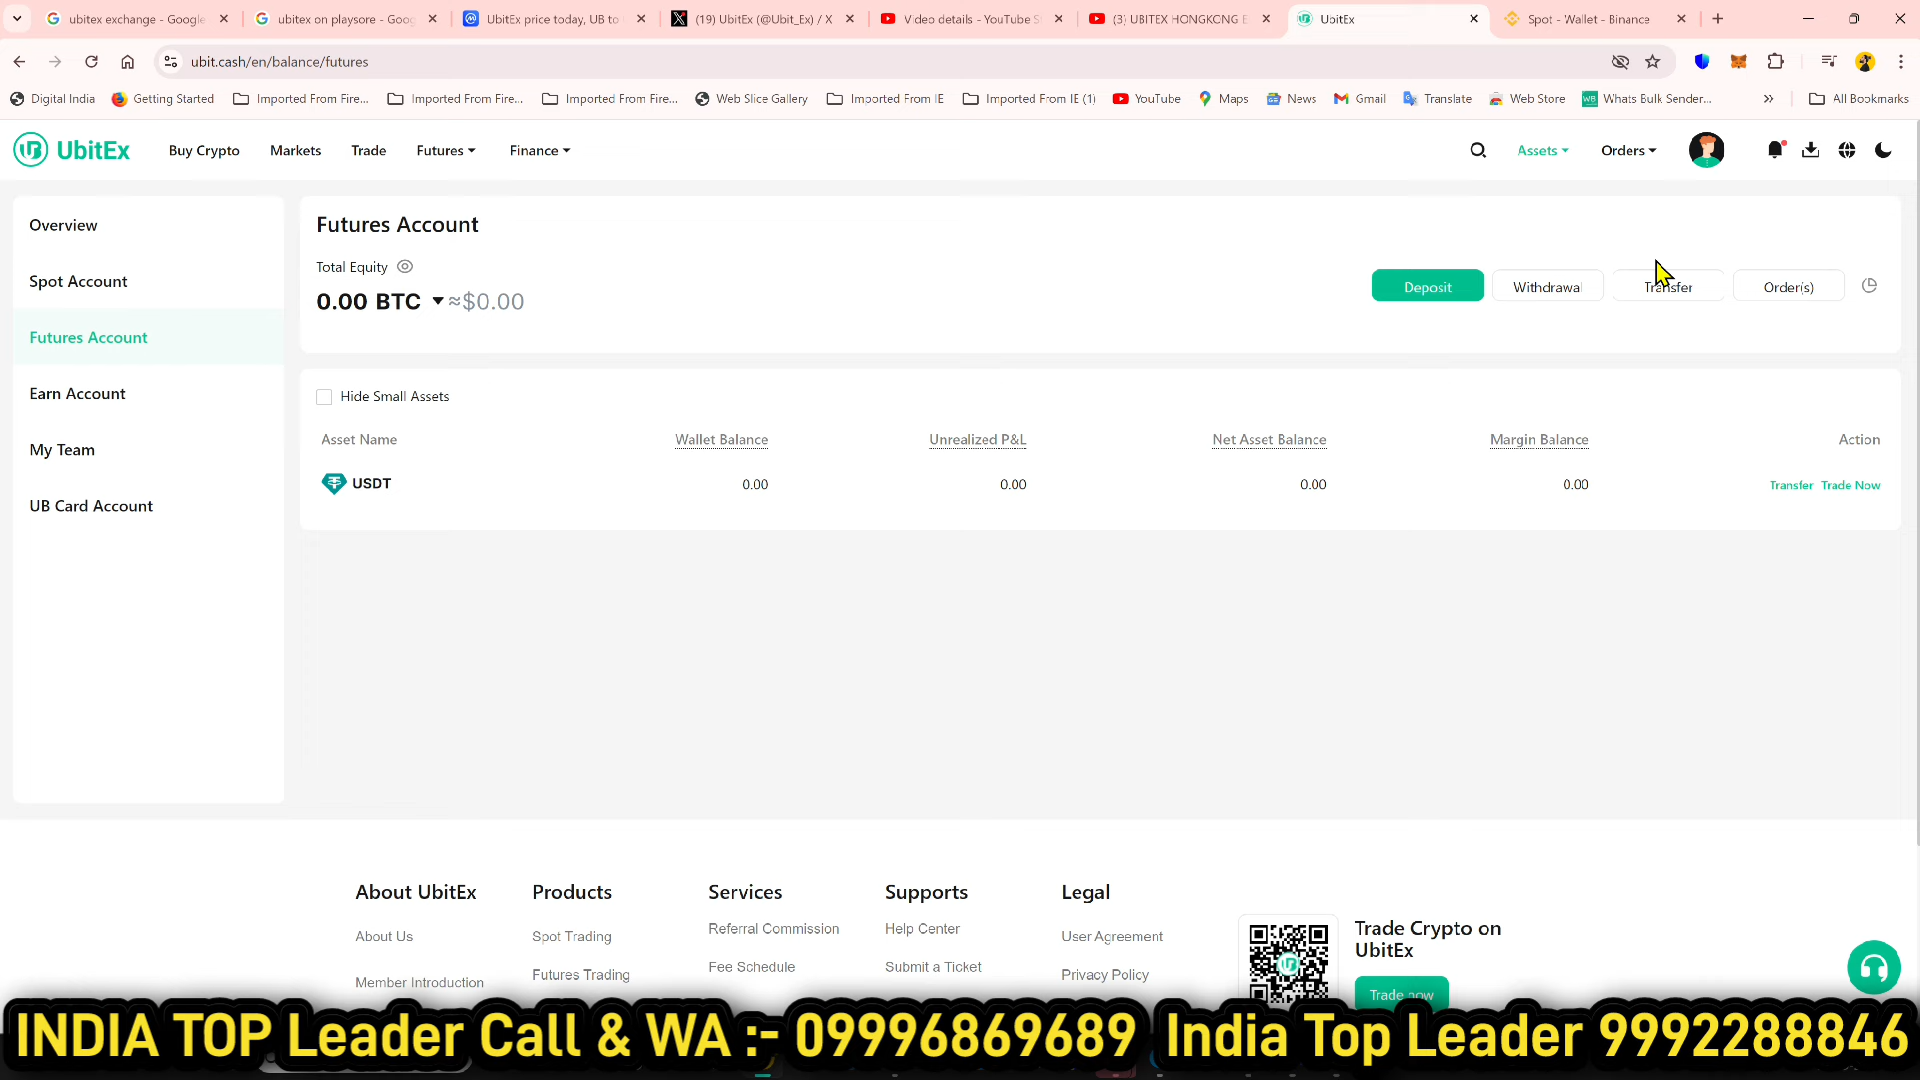 ubitex exchange - Google
ubitex on playsore - Goog
UbitEx price today, UB to
(19) UbitEx (@Ubit_Ex) / X
Video details - YouTube S
(3) UBITEX HONGKONG E
UbitEx
Spot - Wallet - Binance
ubit.cash/en/balance/futures
Digital India
Getting Started
Imported From Fire...
Imported From Fire...
Imported From Fire...
Web Slice Gallery
Imported From IE
Imported From IE (1)
YouTube
Maps
News
Gmail
Translate
Web Store
Whats Bulk Sender...
All Bookmarks
UbitEx
Buy Crypto
Markets
Trade
Futures
Finance
Assets
Orders
Overview
Spot Account
Futures Account
Earn Account
My Team
UB Card Account
Futures Account
Total Equity
0.00 BTC ≈$0.00
Deposit
Withdrawal
Transfer
Order(s)
Hide Small Assets
Asset Name Wallet Balance Unrealized P&L Net Asset Balance Margin Balance Action
USDT 0.00 0.00 0.00 0.00 Transfer Trade Now
About UbitEx
About Us
Member Introduction
Products
Spot Trading
Futures Trading
Services
Referral Commission
Fee Schedule
Supports
Help Center
Submit a Ticket
Legal
User Agreement
Privacy Policy
Trade Crypto on
UbitEx
Trade now
INDIA TOP Leader Call & WA :- 09996869689 India Top Leader 9992288846